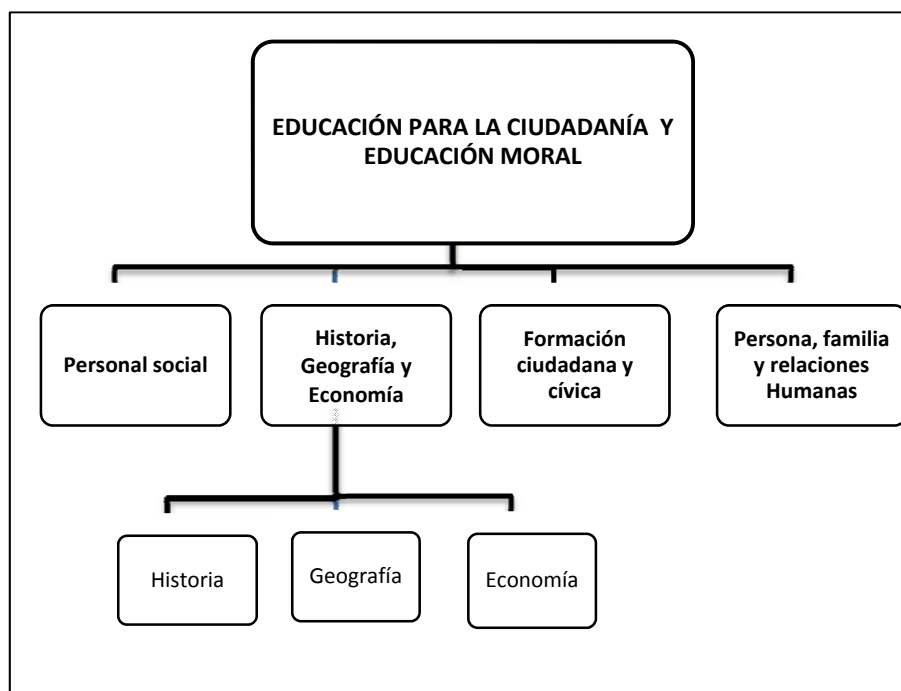 EDUCACIÓN PARA LA CIUDADANÍA Y
EDUCACIÓN MORAL
Personal social
Historia,
Geografía y
Economía
Formación
ciudadana y
cívica
Persona, familia
y relaciones
Humanas
Historia
Geografía
Economía